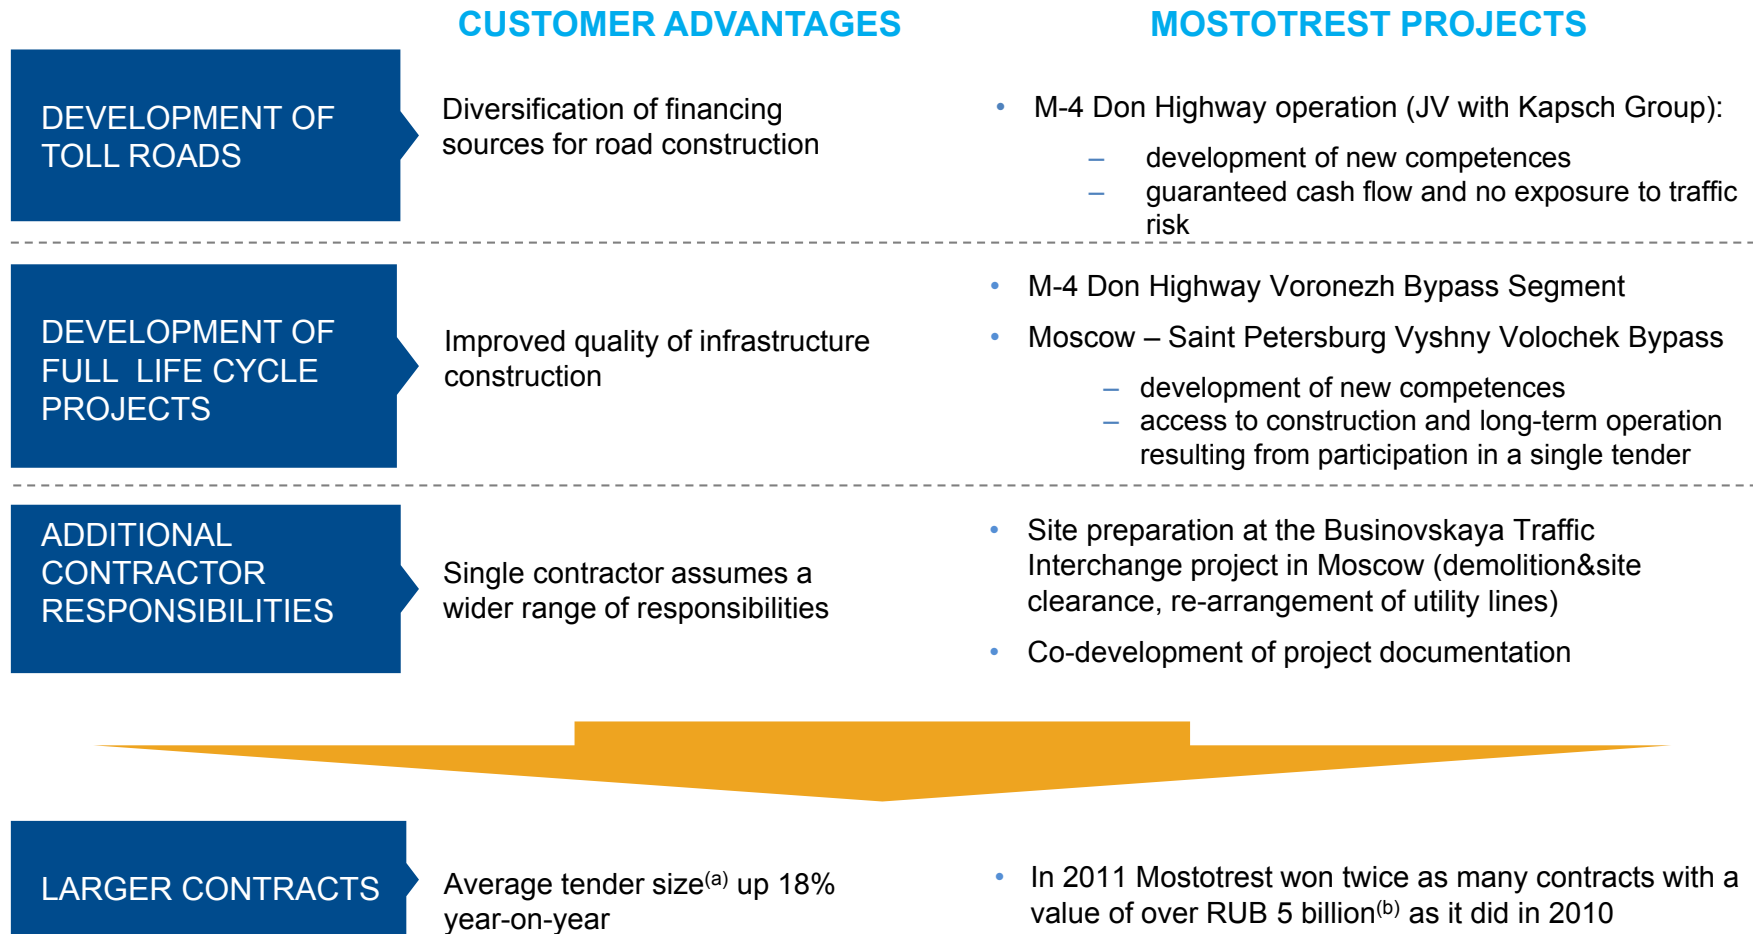 CUSTOMER ADVANTAGES
MOSTOTREST PROJECTS
DEVELOPMENT OF
TOLL ROADS
Diversification of financing
sources for road construction
• M-4 Don Highway operation (JV with Kapsch Group):
– development of new competences
– guaranteed cash flow and no exposure to traffic
risk
DEVELOPMENT OF
FULL LIFE CYCLE
PROJECTS
Improved quality of infrastructure
construction
• M-4 Don Highway Voronezh Bypass Segment
• Moscow – Saint Petersburg Vyshny Volochek Bypass
– development of new competences
– access to construction and long-term operation
resulting from participation in a single tender
ADDITIONAL
CONTRACTOR
RESPONSIBILITIES
Single contractor assumes a
wider range of responsibilities
• Site preparation at the Businovskaya Traffic
Interchange project in Moscow (demolition&site
clearance, re-arrangement of utility lines)
• Co-development of project documentation
LARGER CONTRACTS
Average tender size(a) up 18%
year-on-year
• In 2011 Mostotrest won twice as many contracts with a
value of over RUB 5 billion(b) as it did in 2010